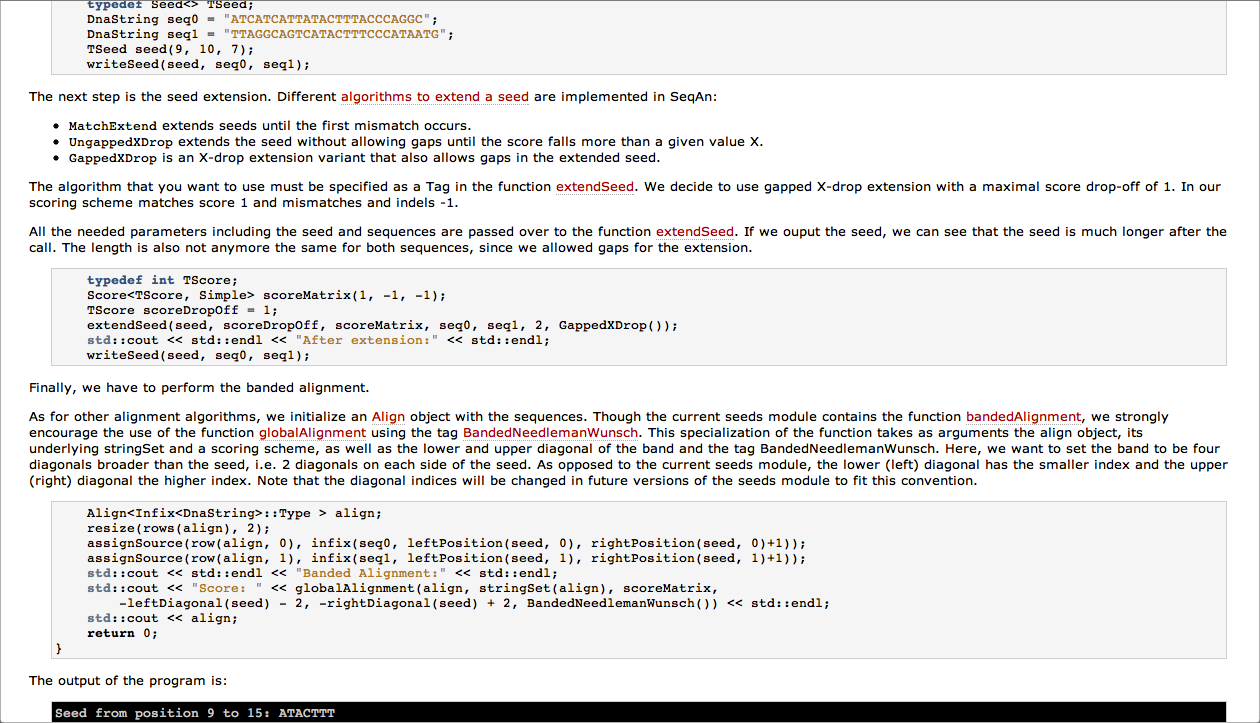 typedef Seed<> TSeed;
DnaString seq0 = "ATCATCATTATACTTTACCCAGGC";
DnaString seq1 = "TTAGGCAGTCATACTTTCCCATAATG";
TSeed seed(9, 10, 7);
writeSeed(seed, seq0, seq1);
The next step is the seed extension. Different algorithms to extend a seed are implemented in SeqAn:
• MatchExtend extends seeds until the first mismatch occurs.
• UngappedXDrop extends the seed without allowing gaps until the score falls more than a given value X.
• GappedXDrop is an X-drop extension variant that also allows gaps in the extended seed.
The algorithm that you want to use must be specified as a Tag in the function extendSeed. We decide to use gapped X-drop extension with a maximal score drop-off of 1. In our
scoring scheme matches score 1 and mismatches and indels -1.
All the needed parameters including the seed and sequences are passed over to the function extendSeed. If we ouput the seed, we can see that the seed is much longer after the
call. The length is also not anymore the same for both sequences, since we allowed gaps for the extension.
typedef int TScore;
Score<TScore, Simple> scoreMatrix(1, -1, -1);
TScore scoreDropOff = 1;
extendSeed(seed, scoreDropOff, scoreMatrix, seq0, seq1, 2, GappedXDrop());
std::cout << std::endl << "After extension:" << std::endl;
writeSeed(seed, seq0, seq1);
Finally, we have to perform the banded alignment.
As for other alignment algorithms, we initialize an Align object with the sequences. Though the current seeds module contains the function bandedAlignment, we strongly
encourage the use of the function globalAlignment using the tag BandedNeedlemanWunsch. This specialization of the function takes as arguments the align object, its
underlying stringSet and a scoring scheme, as well as the lower and upper diagonal of the band and the tag BandedNeedlemanWunsch. Here, we want to set the band to be four
diagonals broader than the seed, i.e. 2 diagonals on each side of the seed. As opposed to the current seeds module, the lower (left) diagonal has the smaller index and the upper
(right) diagonal the higher index. Note that the diagonal indices will be changed in future versions of the seeds module to fit this convention.
Align<Infix<DnaString>::Type > align;
resize(rows(align), 2);
assignSource(row(align, 0), infix(seq0, leftPosition(seed, 0), rightPosition(seed, 0)+1));
assignSource(row(align, 1), infix(seq1, leftPosition(seed, 1), rightPosition(seed, 1)+1));
std::cout << std::endl << "Banded Alignment:" << std::endl;
std::cout << "Score: " << globalAlignment(align, stringSet(align), scoreMatrix,
-leftDiagonal(seed) - 2, -rightDiagonal(seed) + 2, BandedNeedlemanWunsch()) << std::endl;
std::cout << align;
return 0;
}
The output of the program is:
Seed from position 9 to 15: ATACTTT